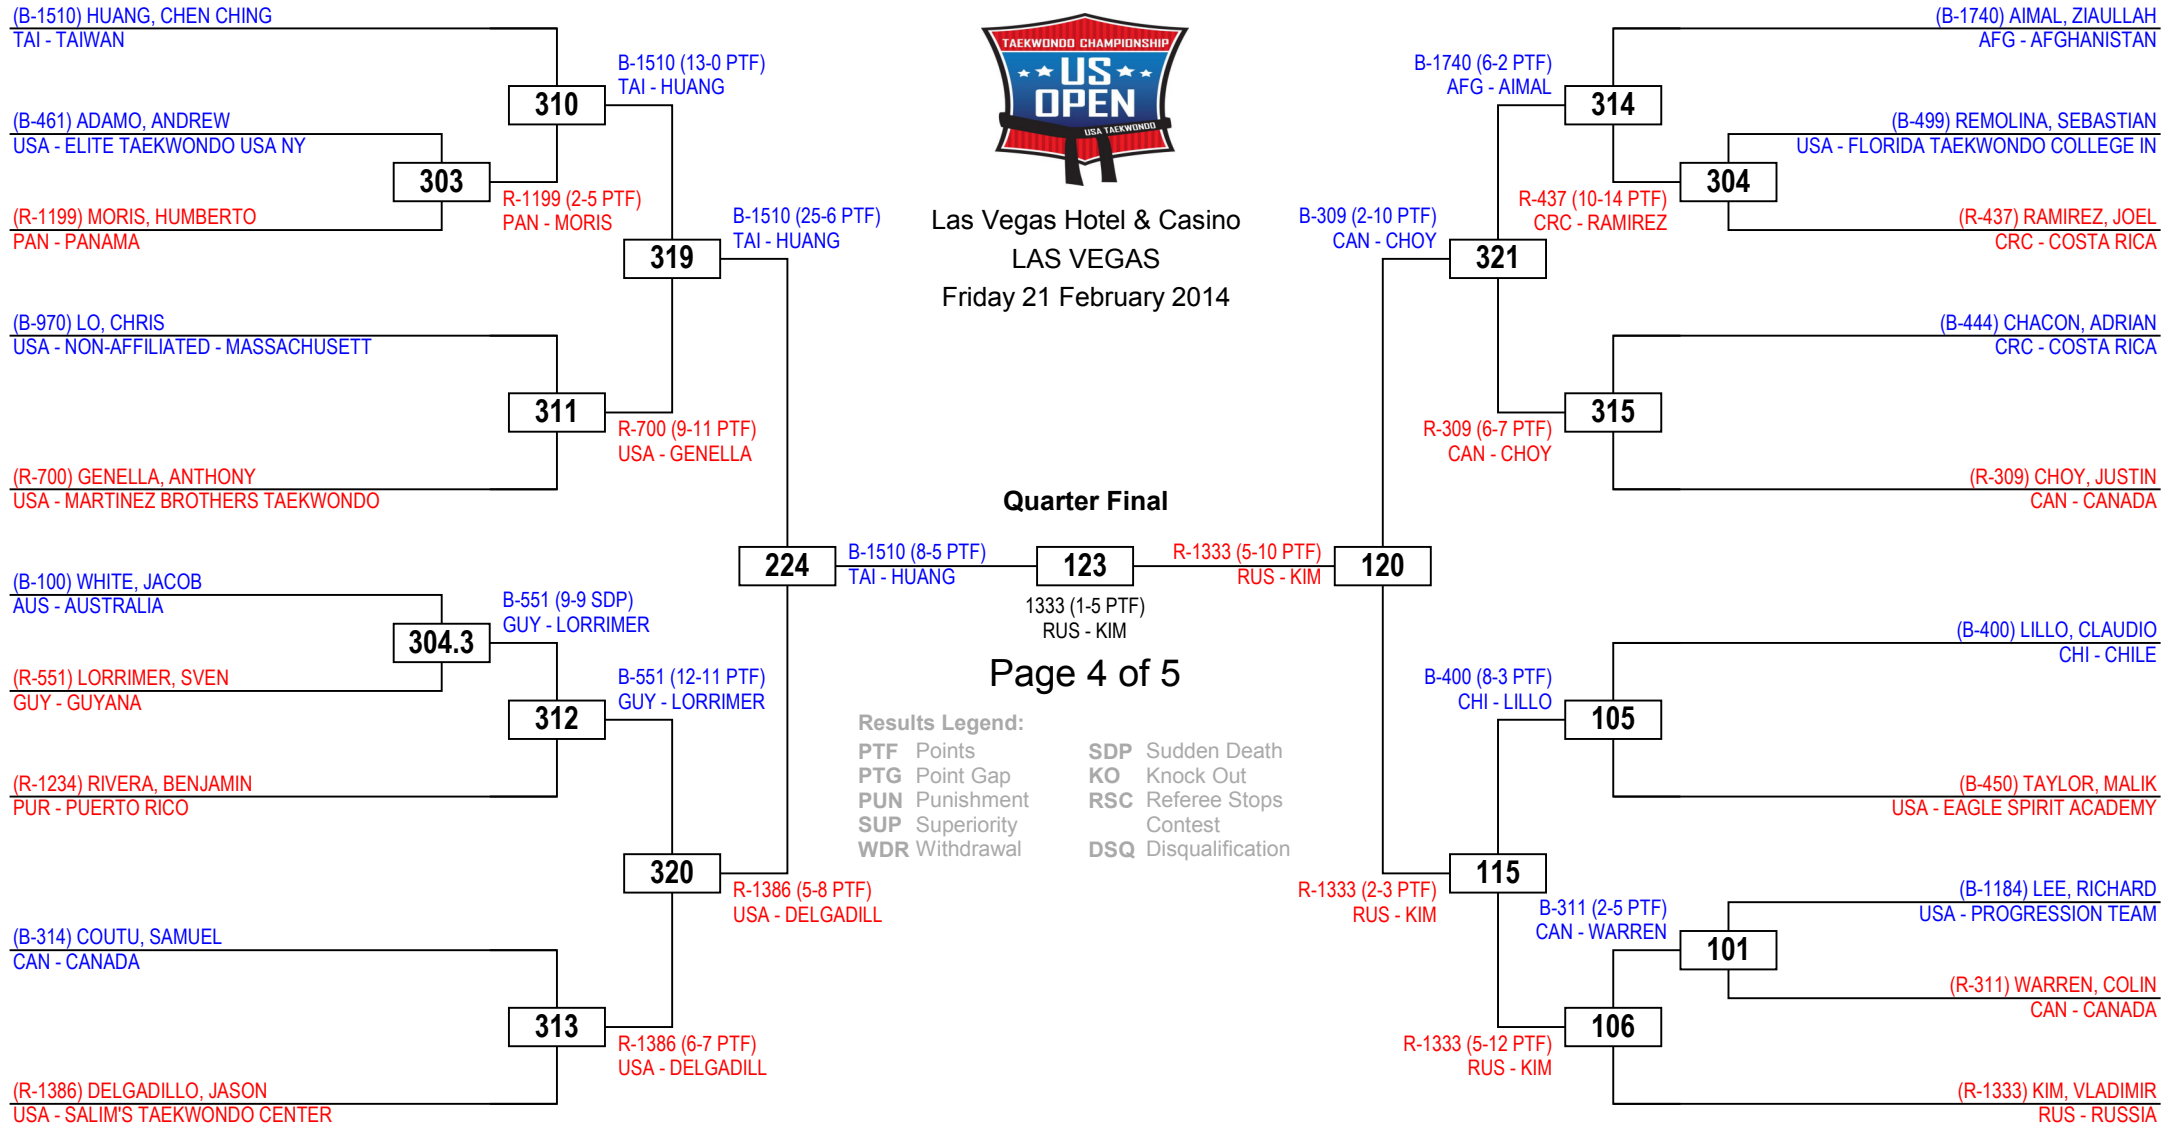 (B-1510) HUANG, CHEN CHING
TAI - TAIWAN
B-1510 (13-0 PTF)
TAI - HUANG
310
(B-461) ADAMO, ANDREW
USA - ELITE TAEKWONDO USA NY
303
R-1199 (2-5 PTF)
PAN - MORIS
(R-1199) MORIS, HUMBERTO
PAN - PANAMA
B-1510 (25-6 PTF)
TAI - HUANG
319
(B-970) LO, CHRIS
USA - NON-AFFILIATED - MASSACHUSETT
311
R-700 (9-11 PTF)
USA - GENELLA
(R-700) GENELLA, ANTHONY
USA - MARTINEZ BROTHERS TAEKWONDO
224
B-1510 (8-5 PTF)
TAI - HUANG
(B-100) WHITE, JACOB
AUS - AUSTRALIA
B-551 (9-9 SDP)
GUY - LORRIMER
304.3
(R-551) LORRIMER, SVEN
GUY - GUYANA
B-551 (12-11 PTF)
GUY - LORRIMER
312
(R-1234) RIVERA, BENJAMIN
PUR - PUERTO RICO
320
R-1386 (5-8 PTF)
USA - DELGADILL
(B-314) COUTU, SAMUEL
CAN - CANADA
313
R-1386 (6-7 PTF)
USA - DELGADILL
(R-1386) DELGADILLO, JASON
USA - SALIM'S TAEKWONDO CENTER
TAEKWONDO CHAMPIONSHIP
US
OPEN
USA TAEKWONDO
Las Vegas Hotel & Casino
LAS VEGAS
Friday 21 February 2014
Quarter Final
123
1333 (1-5 PTF)
RUS - KIM
Page 4 of 5
Results Legend:
PTF Points
PTG Point Gap
PUN Punishment
SUP Superiority
WDR Withdrawal
SDP Sudden Death
KO Knock Out
RSC Referee Stops
Contest
DSQ Disqualification
(B-1740) AIMAL, ZIAULLAH
AFG - AFGHANISTAN
B-1740 (6-2 PTF)
AFG - AIMAL
314
(B-499) REMOLINA, SEBASTIAN
USA - FLORIDA TAEKWONDO COLLEGE IN
304
R-437 (10-14 PTF)
CRC - RAMIREZ
(R-437) RAMIREZ, JOEL
CRC - COSTA RICA
B-309 (2-10 PTF)
CAN - CHOY
321
(B-444) CHACON, ADRIAN
CRC - COSTA RICA
315
R-309 (6-7 PTF)
CAN - CHOY
(R-309) CHOY, JUSTIN
CAN - CANADA
R-1333 (5-10 PTF)
RUS - KIM
120
(B-400) LILLO, CLAUDIO
CHI - CHILE
B-400 (8-3 PTF)
CHI - LILLO
105
(B-450) TAYLOR, MALIK
USA - EAGLE SPIRIT ACADEMY
115
R-1333 (2-3 PTF)
RUS - KIM
(B-1184) LEE, RICHARD
USA - PROGRESSION TEAM
B-311 (2-5 PTF)
CAN - WARREN
101
(R-311) WARREN, COLIN
CAN - CANADA
106
R-1333 (5-12 PTF)
RUS - KIM
(R-1333) KIM, VLADIMIR
RUS - RUSSIA